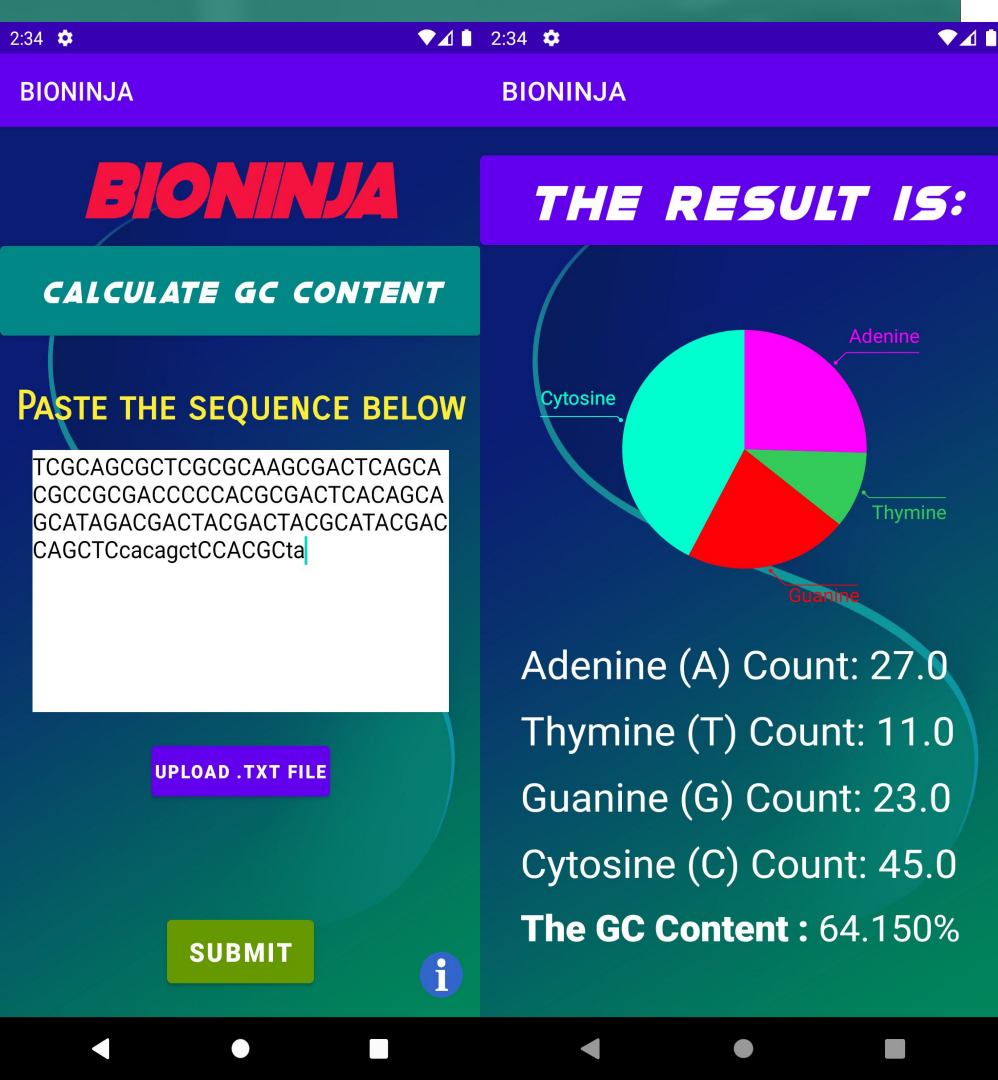 2:34
BIONINJA
BIONINJA
CALCULATE GC CONTENT
PASTE THE SEQUENCE BELOW
TCGCAGCGCTCGCGCAAGCGACTCAGCA
CGCCGCGACCCCCACGCGACTCACAGCA
GCATAGACGACTACGACTACGCATACGAC
CAGCTCcacagctCCACGCta
UPLOAD .TXT FILE
SUBMIT
i
2:34
BIONINJA
THE RESULT IS:
Adenine
Cytosine
Thymine
Guanine
Adenine (A) Count: 27.0
Thymine (T) Count: 11.0
Guanine (G) Count: 23.0
Cytosine (C) Count: 45.0
The GC Content : 64.150%